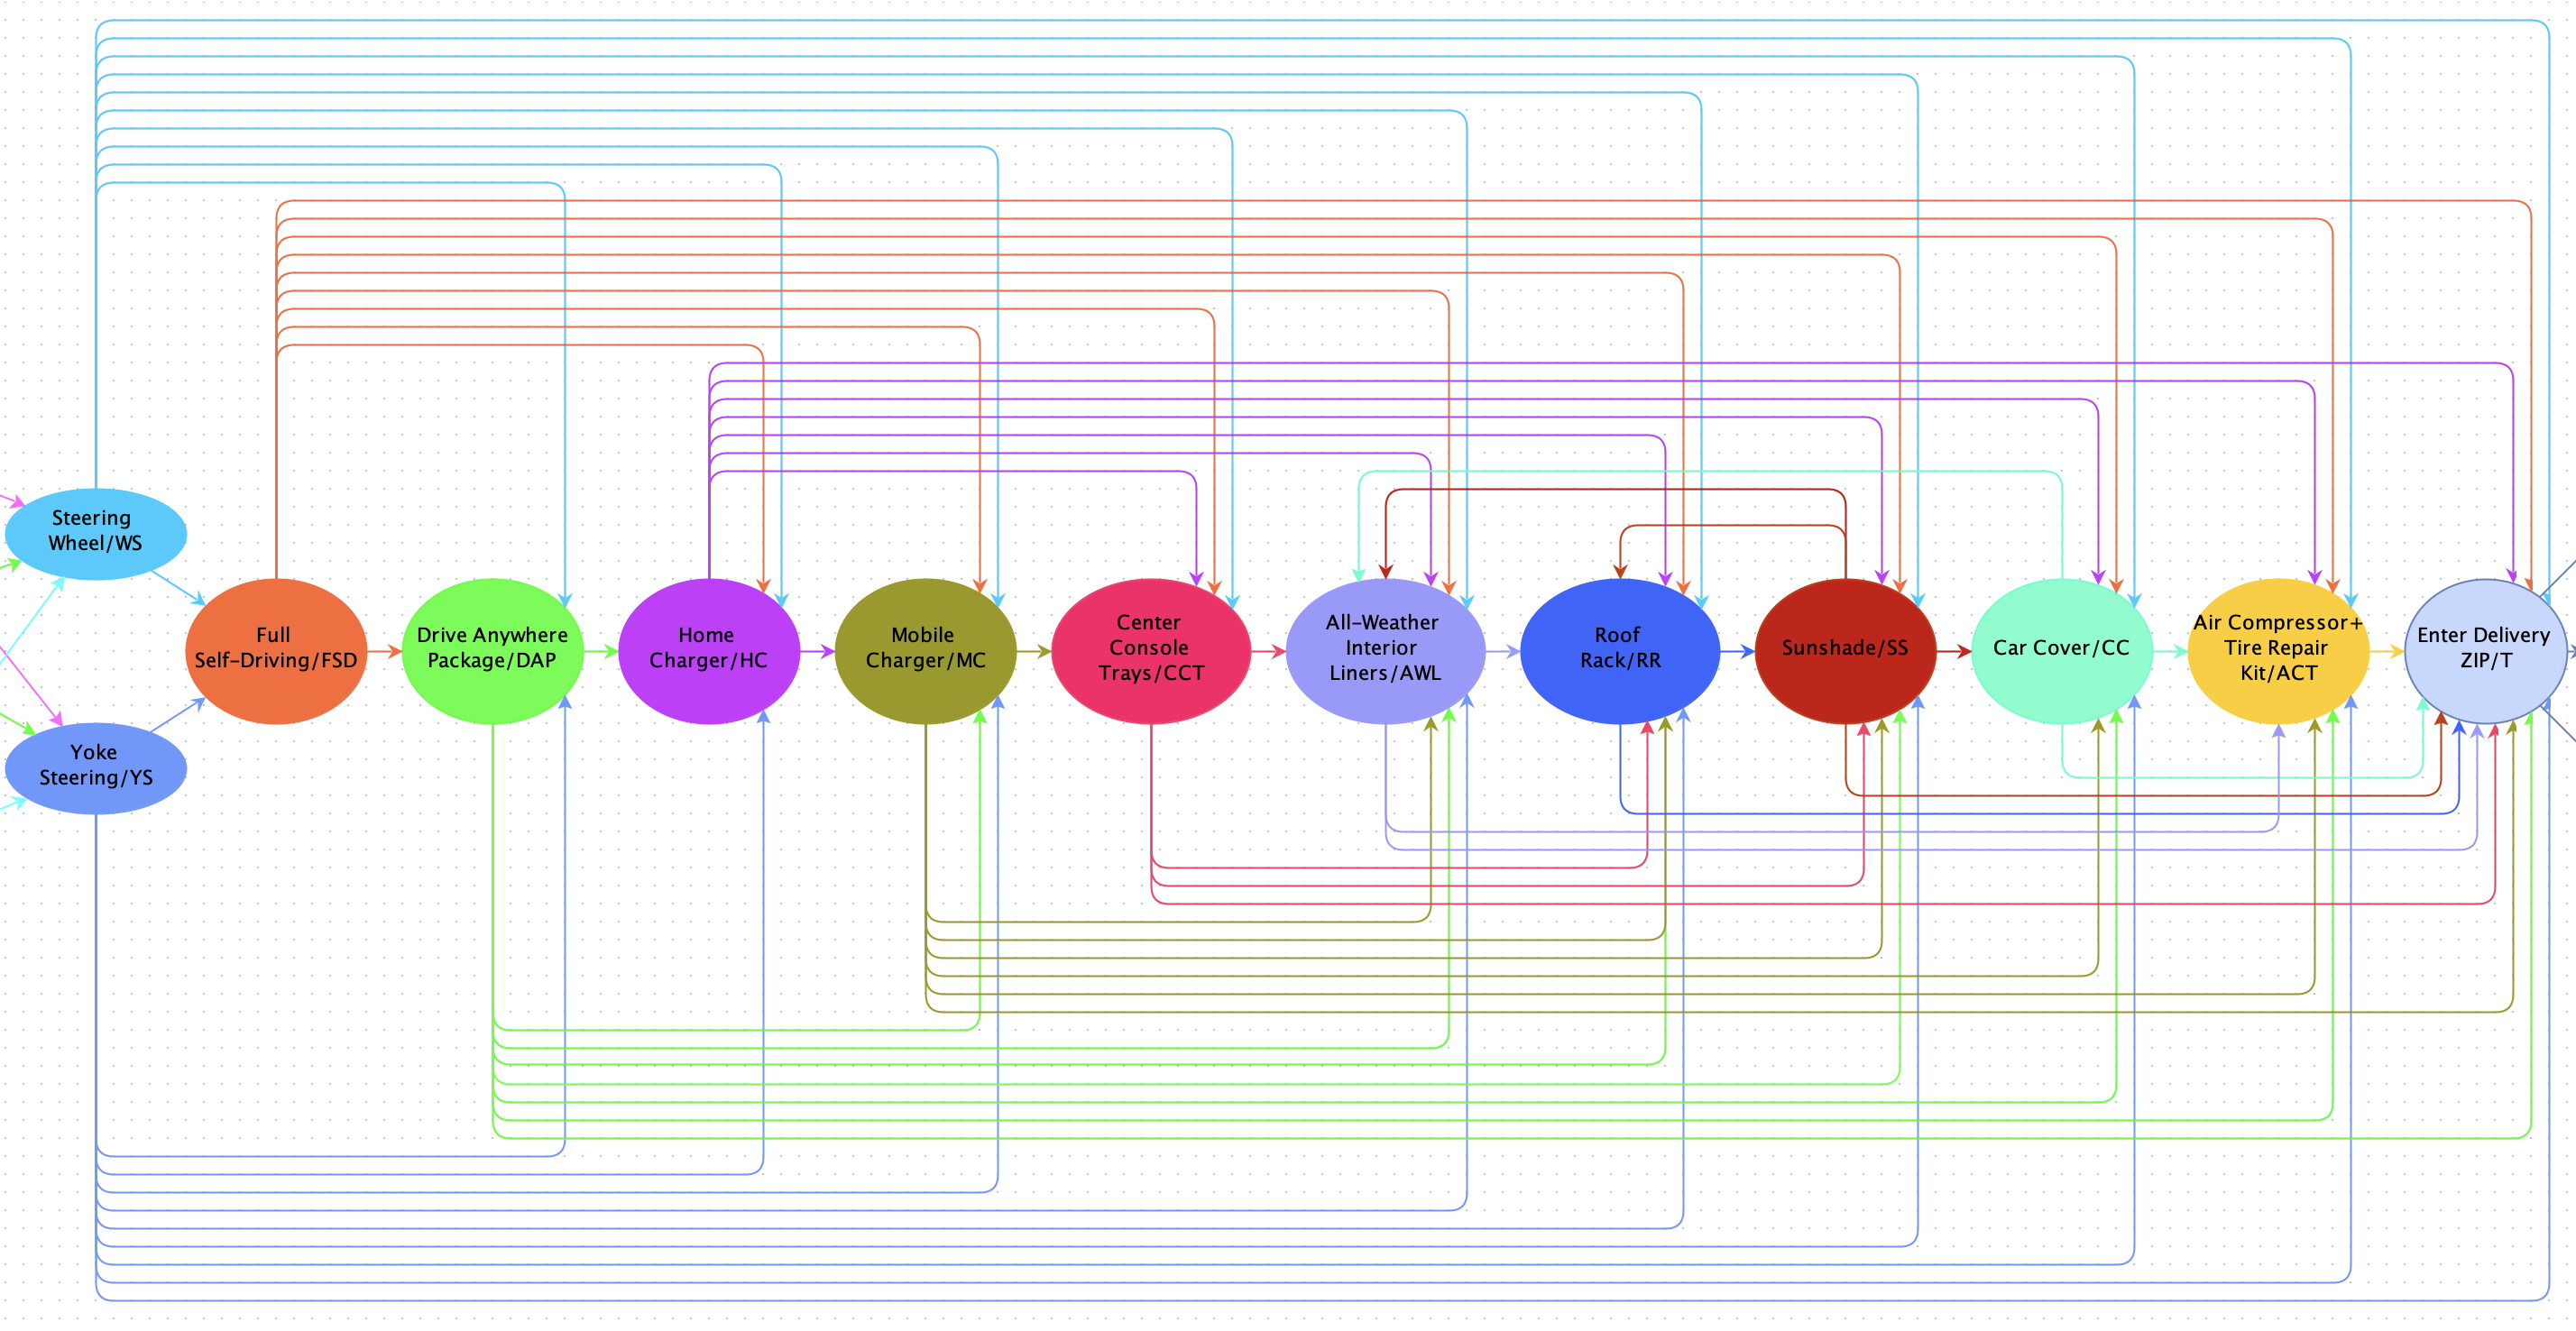 Steering
Wheel/WS
Yoke
Steering/YS
Full
Self-Driving/FSD
Drive Anywhere
Package/DAP
Home
Charger/HC
Mobile
Charger/MC
Center
Console
Trays/CCT
All-Weather
Interior
Liners/AWL
Roof
Rack/RR
Sunshade/SS
Car Cover/CC
Air Compressor+
Tire Repair
Kit/ACT
Enter Delivery
ZIP/T